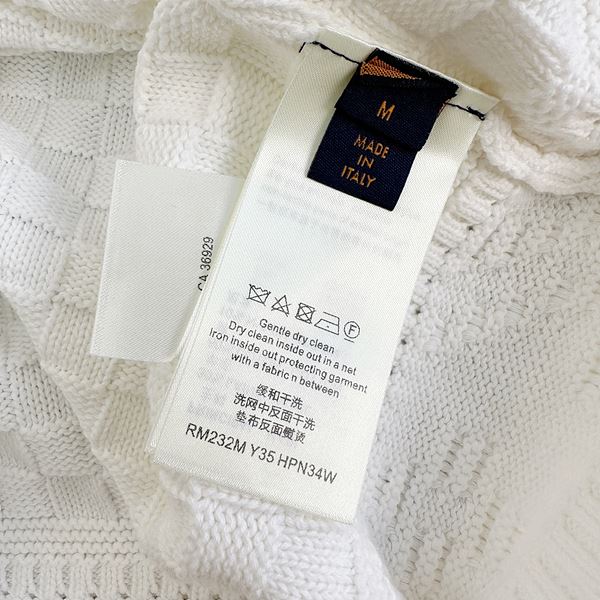 M
MADE
IN
ITALY
CA 36929
F
Gentle dry clean
Dry clean inside out in a net
Iron inside out protecting garment
with a fabric n between
缓和干洗
洗网中反面干洗
垫布反面熨烫
RM232M Y35 HPN34W